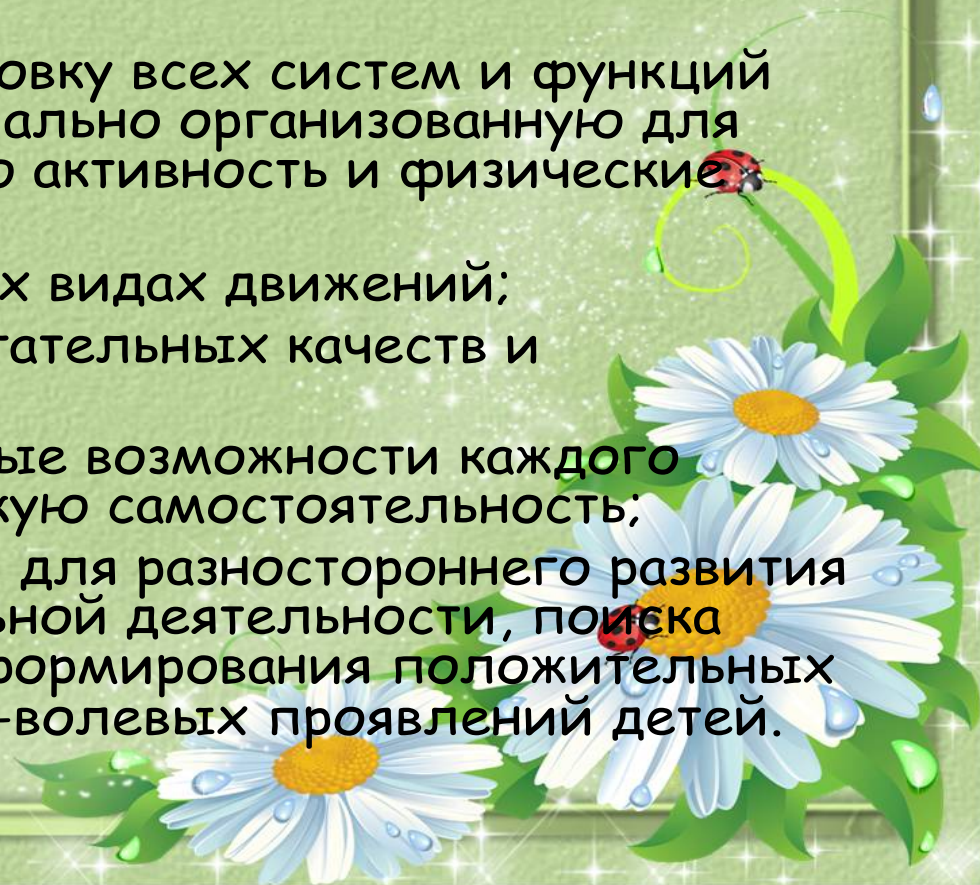 овку всех систем и функций
ально организованную для
о активность и физические
х видах движений;
гательных качеств и
ые возможности каждого
кую самостоятельность;
для разностороннего развития
ьной деятельности, поиска
формирования положительных
-волевых проявлений детей.